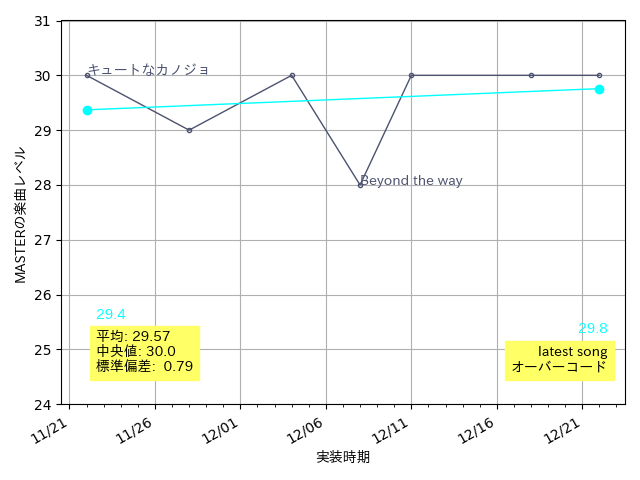 31
30
29
28
27
26
25
24
MASTERの楽曲レベル
キュートなカノジョ
Beyond the way
29.4
平均: 29.57
中央値: 30.0
標準偏差:  0.79
29.8
latest song
オーバーコード
11/21
11/26
12/01
12/06
12/11
12/16
12/21
実装時期